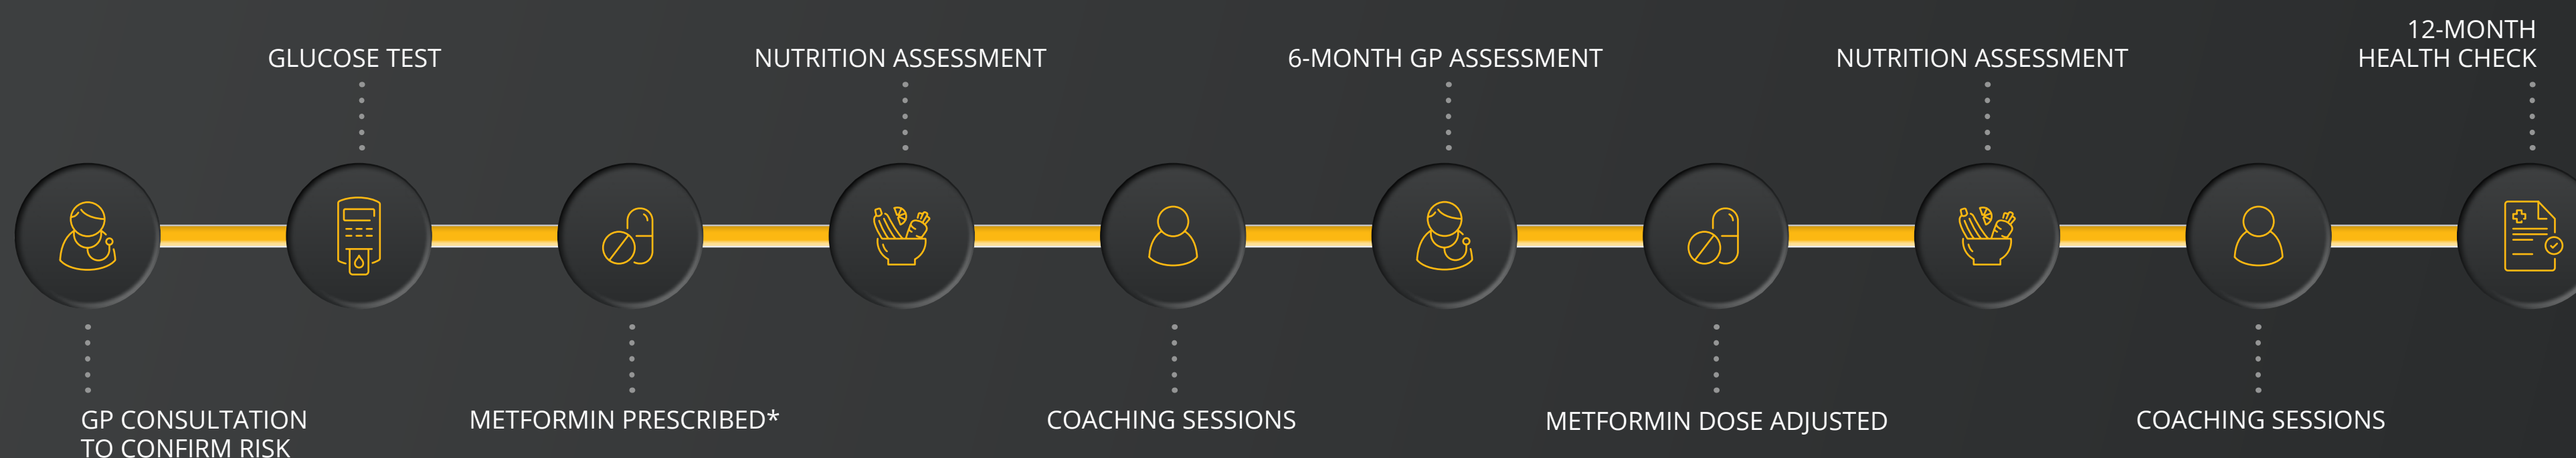 12-MONTH
HEALTH CHECK
GLUCOSE TEST
NUTRITION ASSESSMENT
6-MONTH GP ASSESSMENT
NUTRITION ASSESSMENT
GP CONSULTATION
TO CONFIRM RISK
METFORMIN PRESCRIBED*
COACHING SESSIONS
METFORMIN DOSE ADJUSTED
COACHING SESSIONS